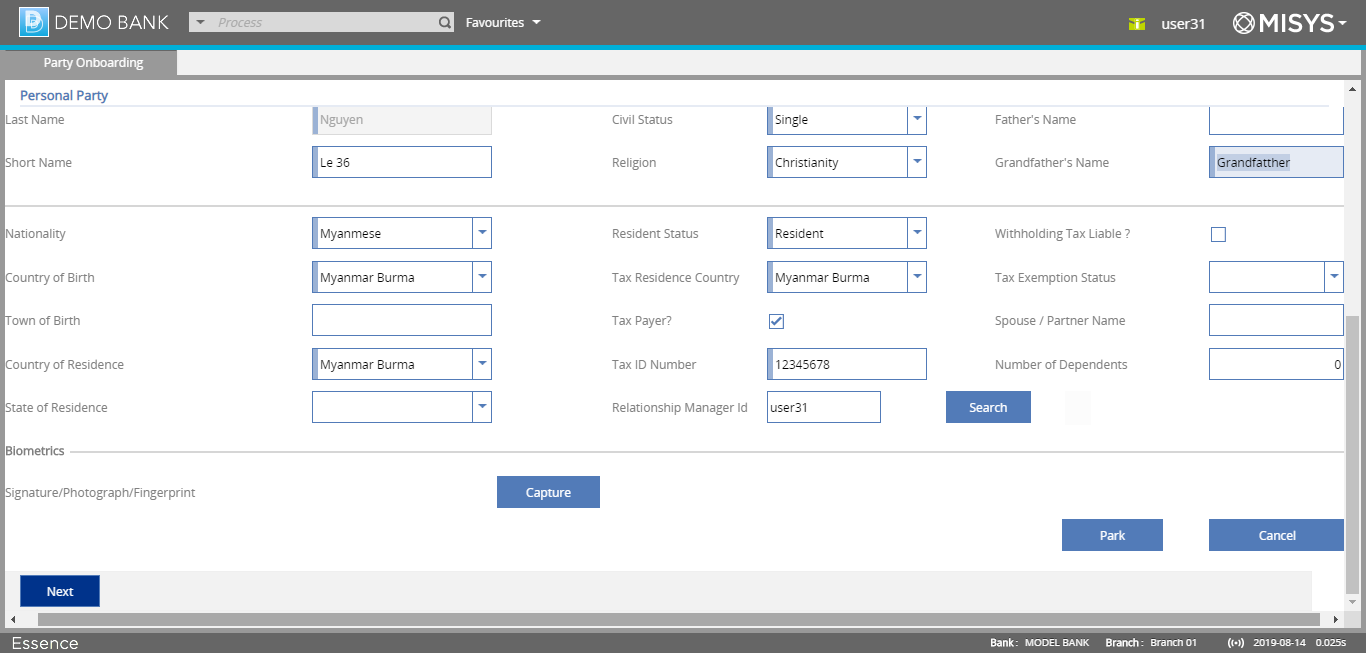 DEMO BANK Process Favourites user31 MISYS
Party Onboarding
Personal Party
Last Name Nguyen Civil Status Single Father's Name
Short Name Le 36 Religion Christianity Grandfather's Name Grandfatther
Nationality Myanmese Resident Status Resident Withholding Tax Liable ?
Country of Birth Myanmar Burma Tax Residence Country Myanmar Burma Tax Exemption Status
Town of Birth Tax Payer? Spouse / Partner Name
Country of Residence Myanmar Burma Tax ID Number 12345678 Number of Dependents 0
State of Residence Relationship Manager Id user31 Search
Biometrics
Signature/Photograph/Fingerprint Capture
Park Cancel
Next
Essence Bank : MODEL BANK Branch : Branch 01 2019-08-14 0.025s